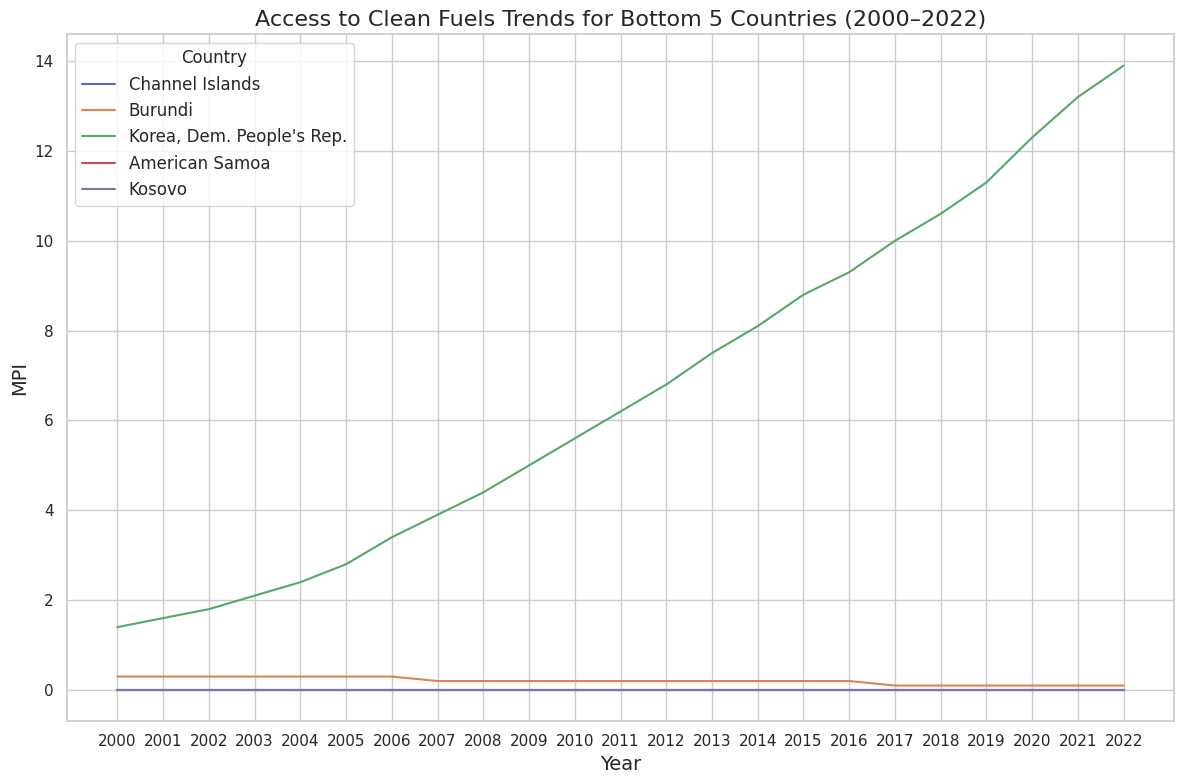 Access to Clean Fuels Trends for Bottom 5 Countries (2000–2022)
Country
Channel Islands
Burundi
Korea, Dem. People's Rep.
American Samoa
Kosovo
MPI
14
12
10
8
6
4
2
0
2000 2001 2002 2003 2004 2005 2006 2007 2008 2009 2010 2011 2012 2013 2014 2015 2016 2017 2018 2019 2020 2021 2022
Year